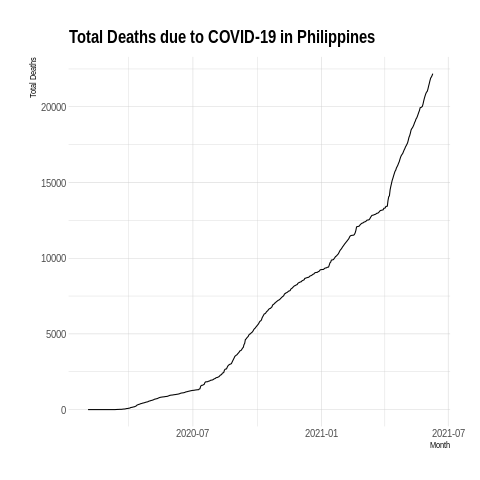 Total Deaths due to COVID-19 in Philippines
Total Deaths
20000
15000
10000
5000
0
2020-07
2021-01
2021-07
Month